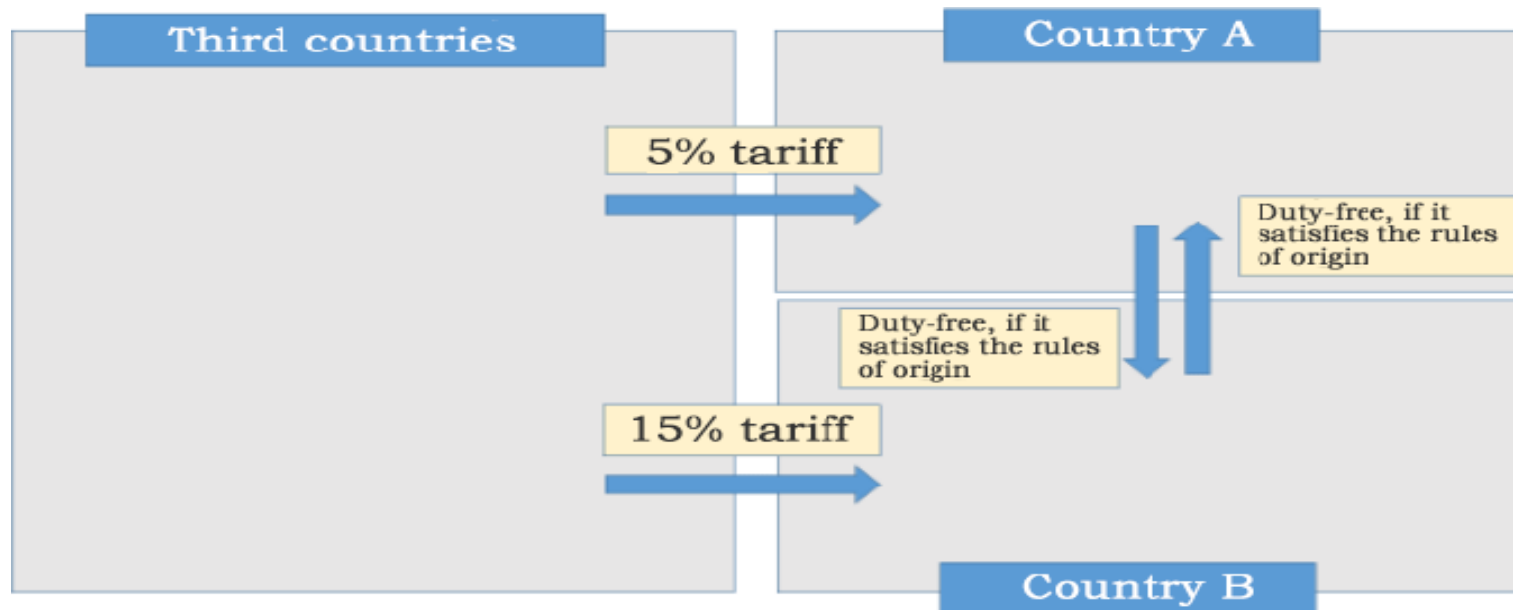 Third countries
Country A
5% tariff
Duty-free, if it
satisfies the rules
of origin
Duty-free, if it
satisfies the rules
of origin
15% tariff
Country B